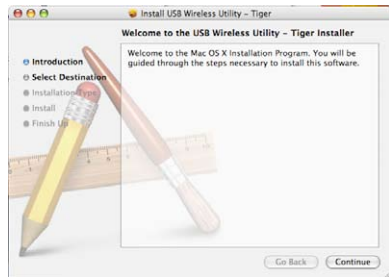 Install USB Wireless Utility – Tiger
Welcome to the USB Wireless Utility – Tiger Installer
Introduction
Select Destination
Installation Type
Install
Finish Up
Welcome to the Mac OS X Installation Program. You will be
guided through the steps necessary to install this software.
Go Back
Continue